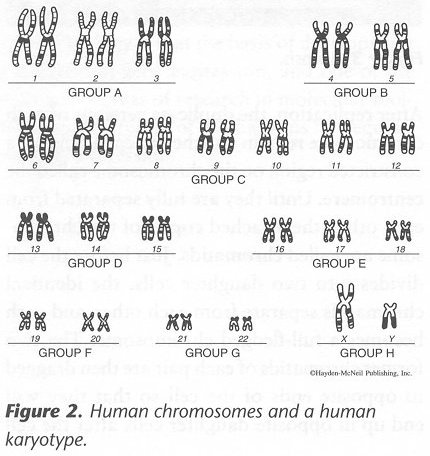 1 2 3 4 5
GROUP A GROUP B
6 7 8 9 10 11 12
GROUP C
13 14 15 16 17 18
GROUP D GROUP E
19 20 21 22 X Y
GROUP F GROUP G GROUP H
©Hayden-McNeil Publishing, Inc.
Figure 2. Human chromosomes and a human
karyotype.